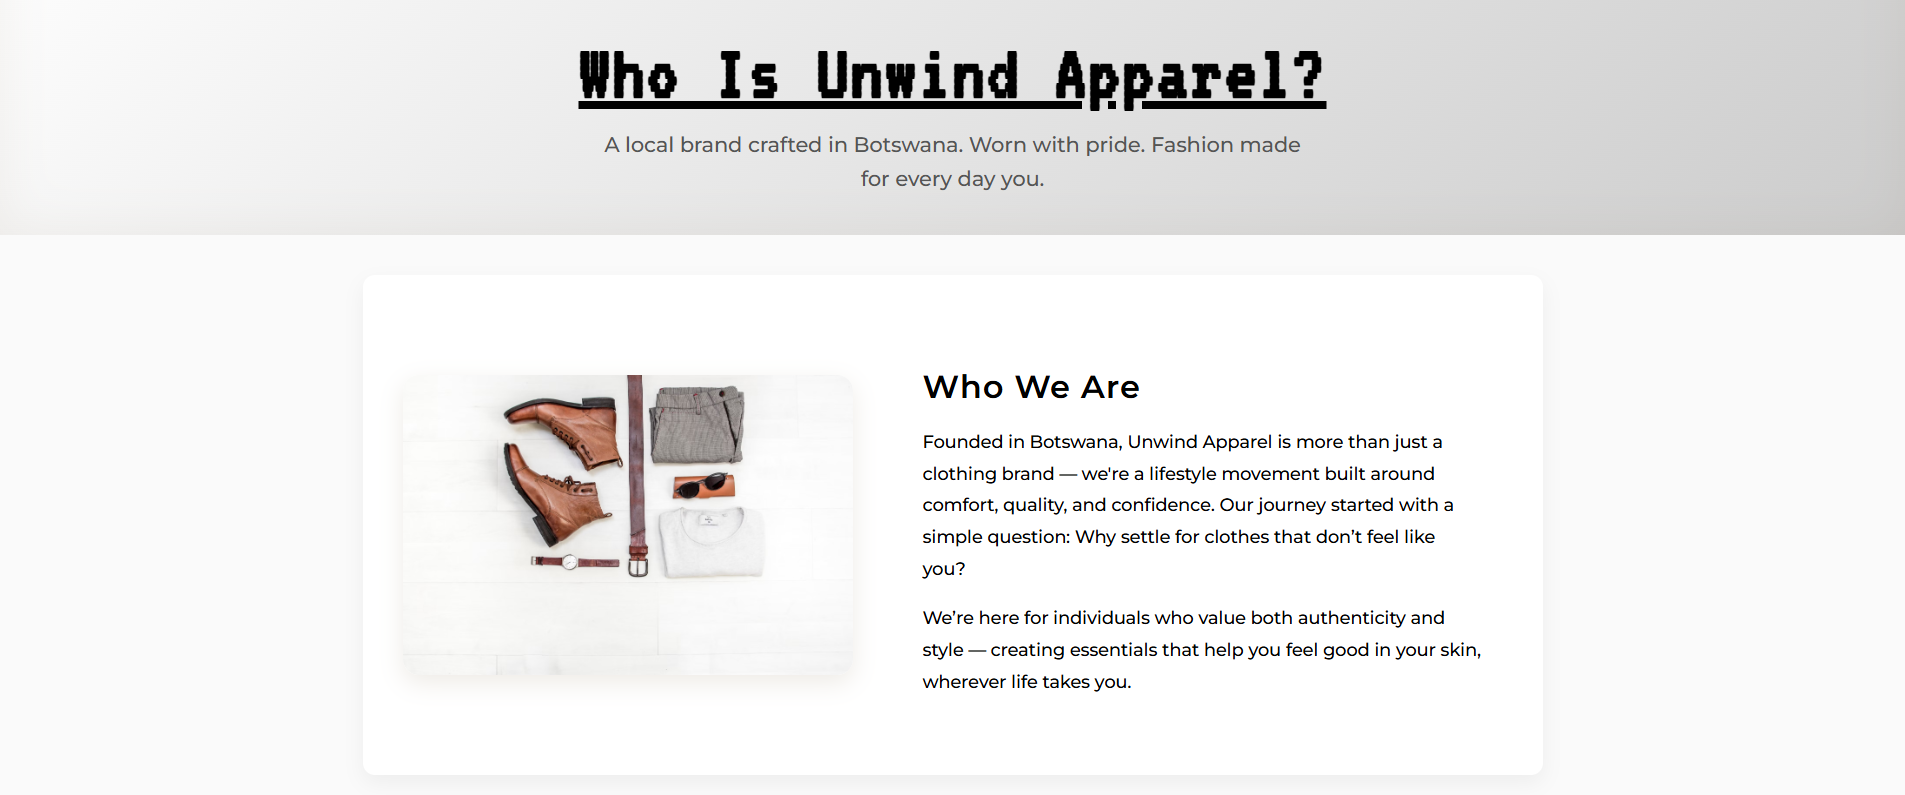 Who Is Unwind Apparel?
A local brand crafted in Botswana. Worn with pride. Fashion made
for every day you.
Who We Are
Founded in Botswana, Unwind Apparel is more than just a
clothing brand — we're a lifestyle movement built around
comfort, quality, and confidence. Our journey started with a
simple question: Why settle for clothes that don’t feel like
you?
We’re here for individuals who value both authenticity and
style — creating essentials that help you feel good in your skin,
wherever life takes you.